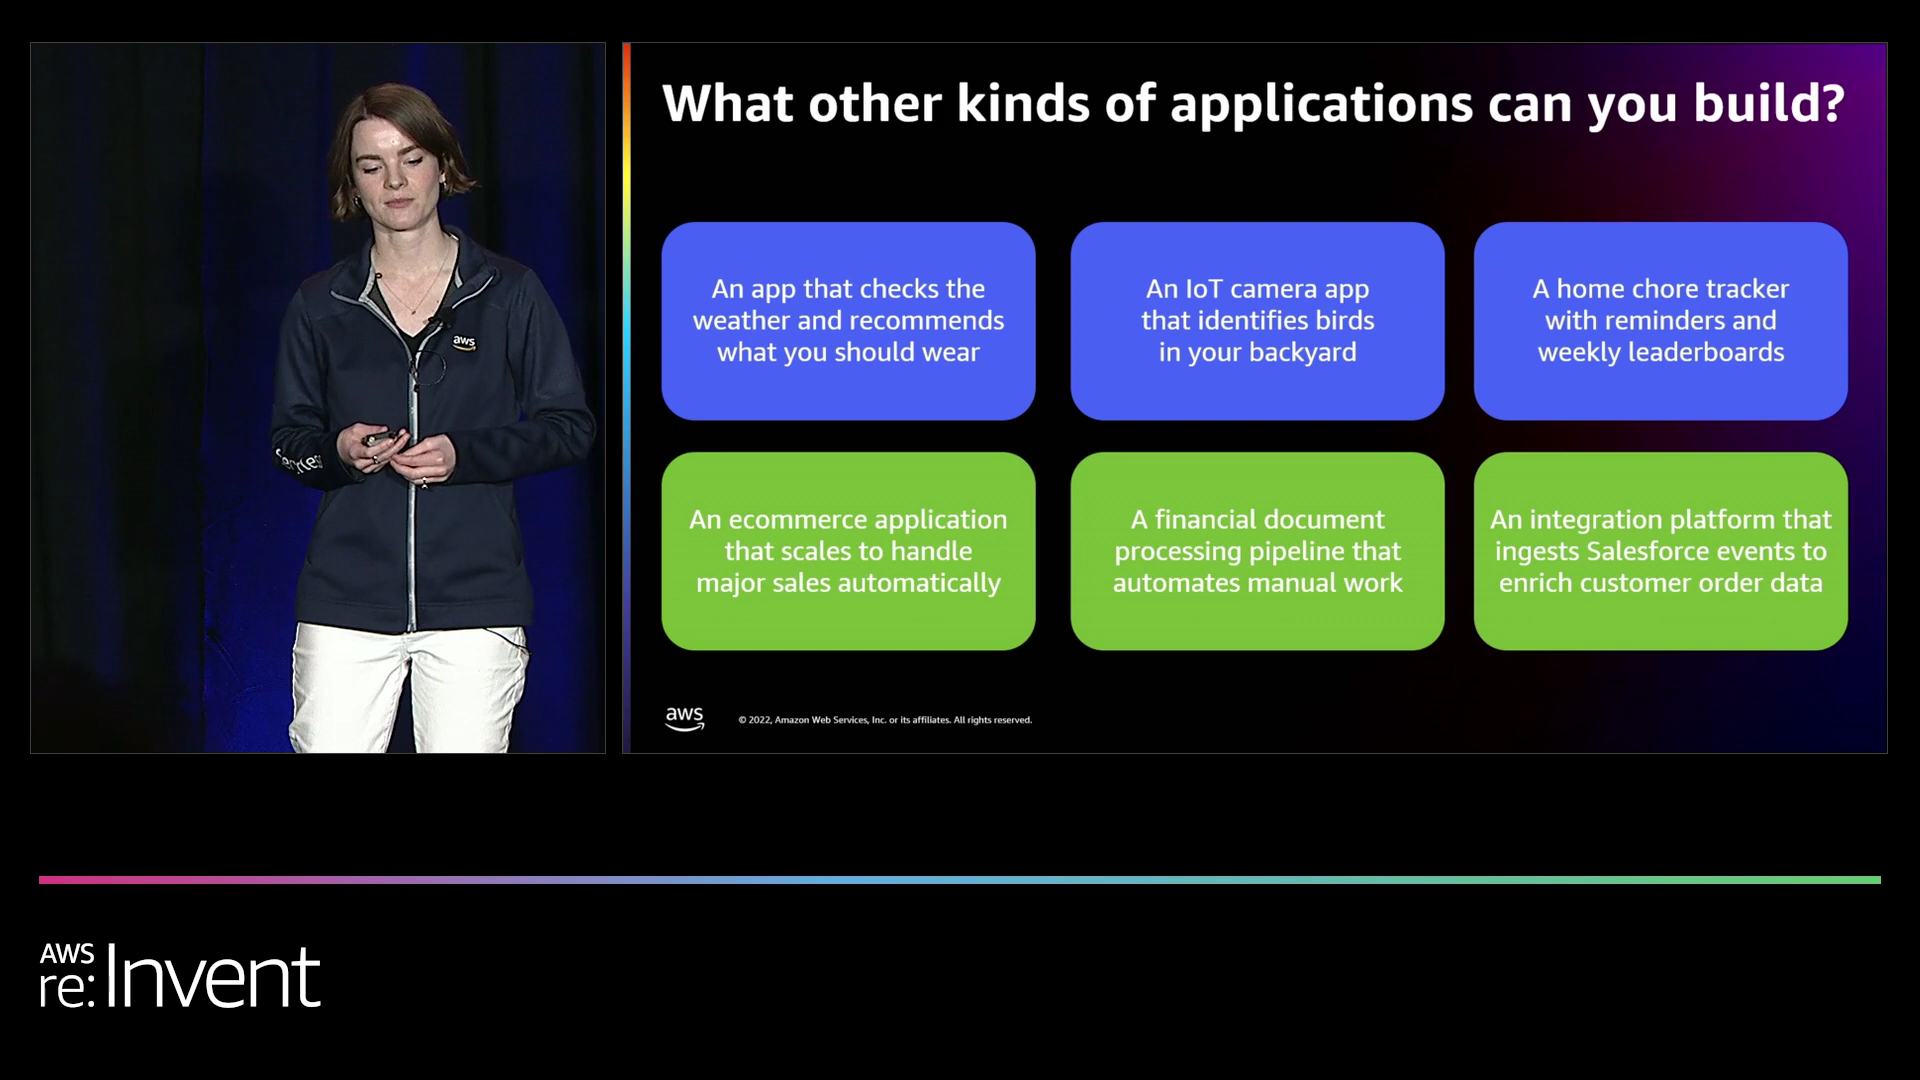 What other kinds of applications can you build?
An app that checks the
weather and recommends
what you should wear
An IoT camera app
that identifies birds
in your backyard
A home chore tracker
with reminders and
weekly leaderboards
An ecommerce application
that scales to handle
major sales automatically
A financial document
processing pipeline that
automates manual work
An integration platform that
ingests Salesforce events to
enrich customer order data
aws
© 2022, Amazon Web Services, Inc. or its affiliates. All rights reserved.
aws
AWS
re:Invent